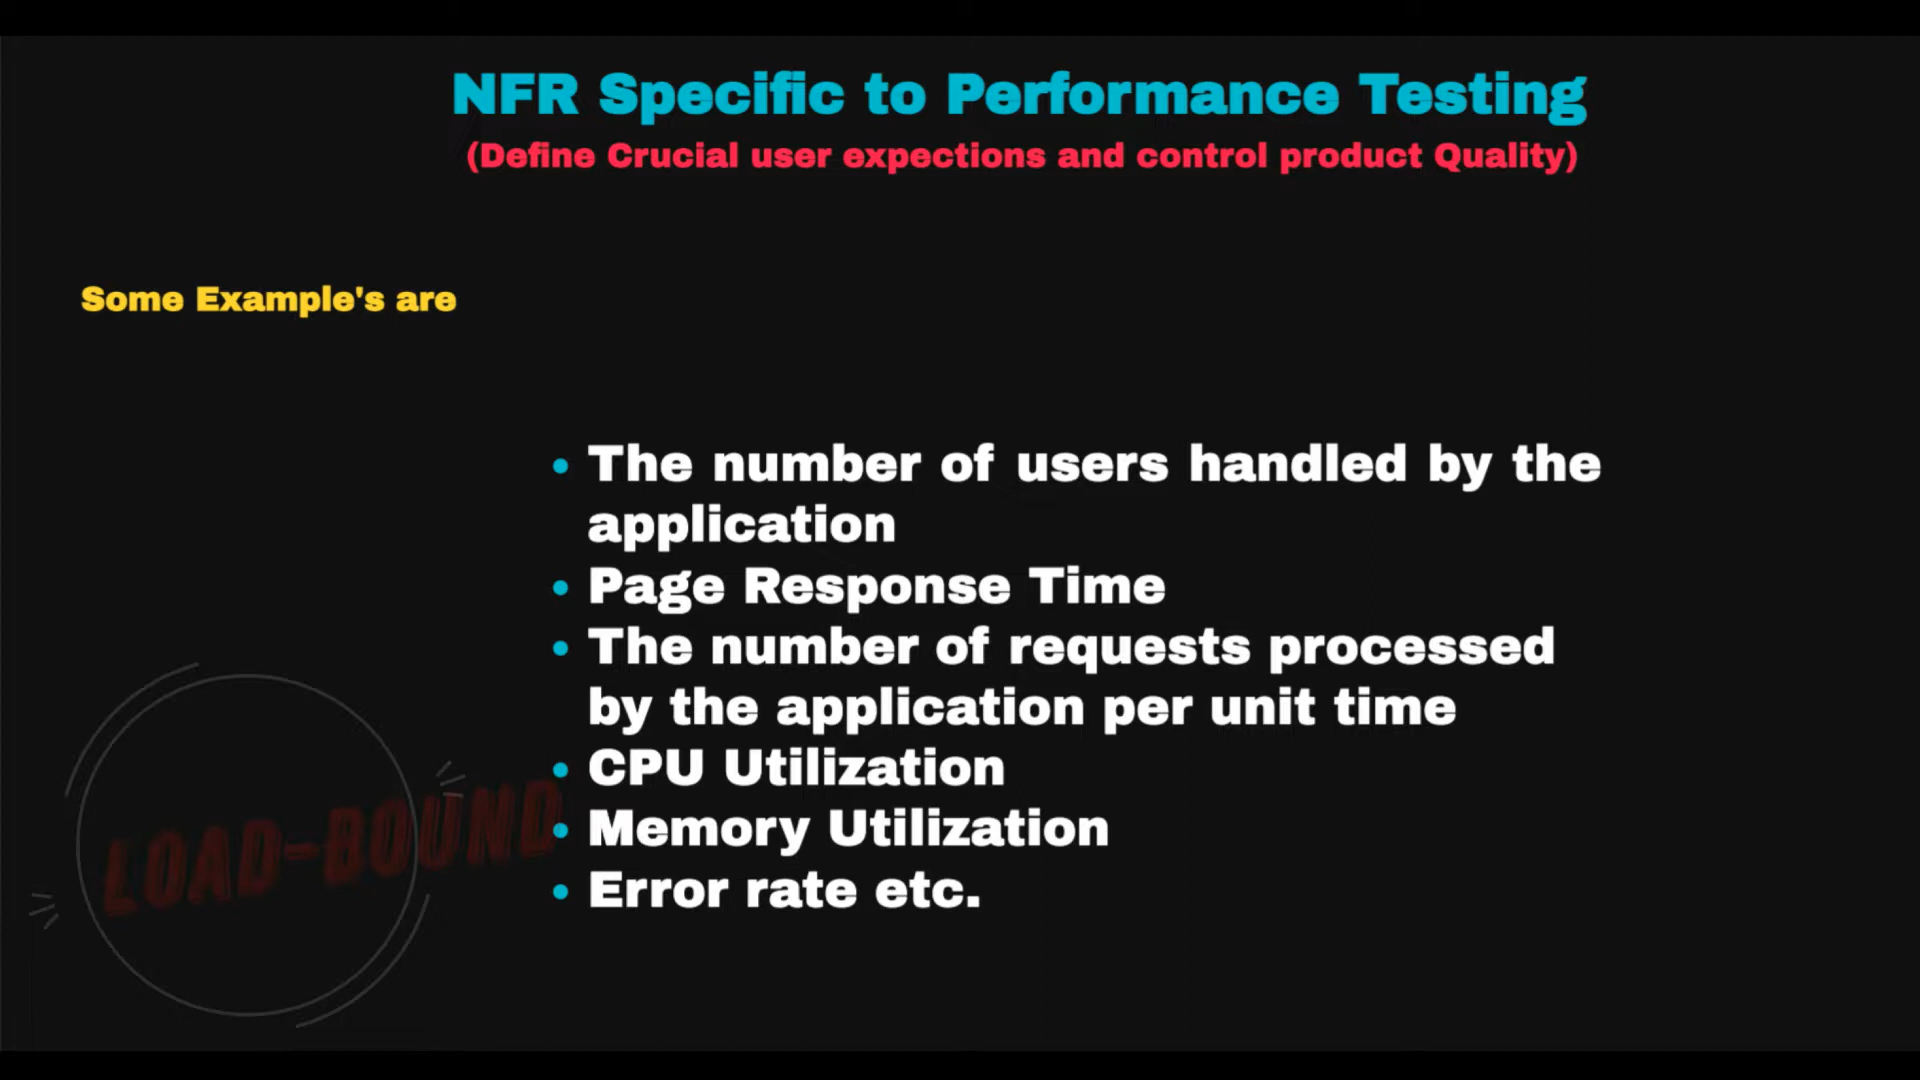 NFR Specific to Performance Testing
(Define Crucial user expections and control product Quality)
Some Example's are
• The number of users handled by the
application
• Page Response Time
• The number of requests processed
by the application per unit time
• CPU Utilization
• Memory Utilization
• Error rate etc.
LOAD-BOUND